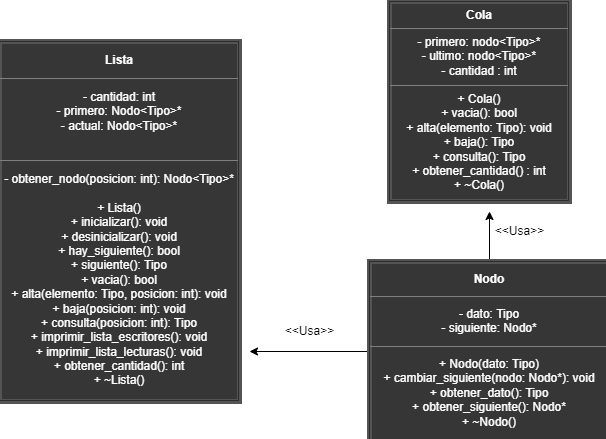 Lista
- cantidad: int
- primero: Nodo<Tipo>*
- actual: Nodo<Tipo>*
- obtener_nodo(posicion: int): Nodo<Tipo>*
+ Lista()
+ inicializar(): void
+ desinicializar(): void
+ hay_siguiente(): bool
+ siguiente(): Tipo
+ vacia(): bool
+ alta(elemento: Tipo, posicion: int): void
+ baja(posicion: int): void
+ consulta(posicion: int): Tipo
+ imprimir_lista_escritores(): void
+ imprimir_lista_lecturas(): void
+ obtener_cantidad(): int
+ ~Lista()
<<Usa>>
Cola
- primero: nodo<Tipo>*
- ultimo: nodo<Tipo>*
- cantidad : int
+ Cola()
+ vacia(): bool
+ alta(elemento: Tipo): void
+ baja(): Tipo
+ consulta(): Tipo
+ obtener_cantidad() : int
+ ~Cola()
<<Usa>>
Nodo
- dato: Tipo
- siguiente: Nodo*
+ Nodo(dato: Tipo)
+ cambiar_siguiente(nodo: Nodo*): void
+ obtener_dato(): Tipo
+ obtener_siguiente(): Nodo*
+ ~Nodo()